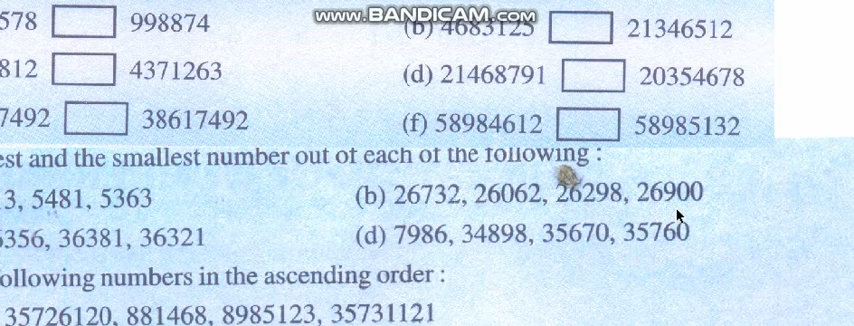 www.BANDICAM.com
578 998874 (b) 4683125 21346512
812 4371263 (d) 21468791 20354678
7492 38617492 (f) 58984612 58985132
est and the smallest number out of each of the following :
3, 5481, 5363 (b) 26732, 26062, 26298, 26900
6356, 36381, 36321 (d) 7986, 34898, 35670, 35760
ollowing numbers in the ascending order :
35726120, 881468, 8985123, 35731121